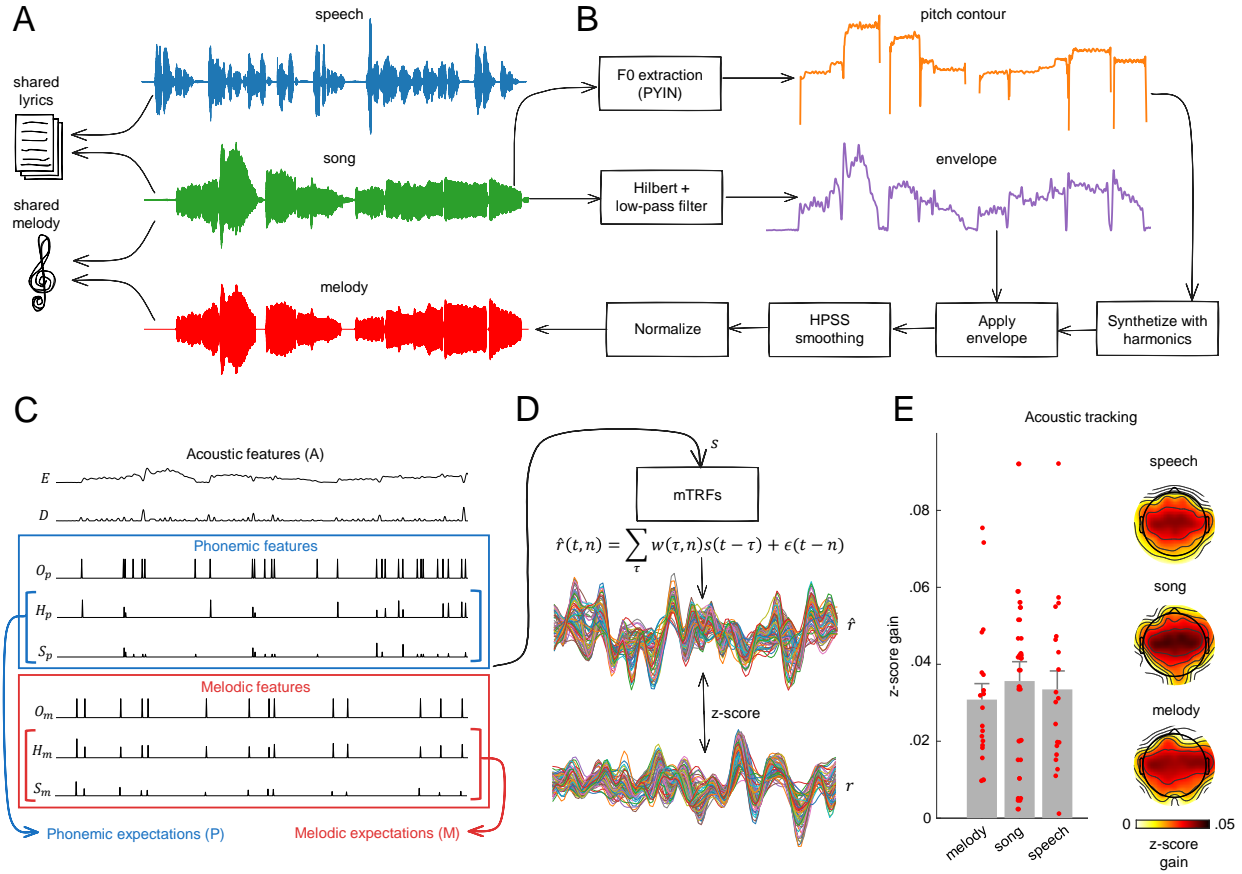 A
speech
shared
lyrics
song
shared
melody
melody
B
pitch contour
F0 extraction
(PYIN)
envelope
Hilbert +
low-pass filter
Normalize
HPSS
smoothing
Apply
envelope
Synthetize with
harmonics
C
Acoustic features (A)
E
D
Phonemic features
O_p
H_p
S_p
Melodic features
O_m
H_m
S_m
Phonemic expectations (P)
Melodic expectations (M)
D
s
mTRFs
r̂(t, n) = ∑_τ w(τ, n)s(t − τ) + ϵ(t − n)
r̂
z-score
r
E
Acoustic tracking
z-score gain
.08
.06
.04
.02
0
melody
song
speech
speech
song
melody
0 .05
z-score
gain